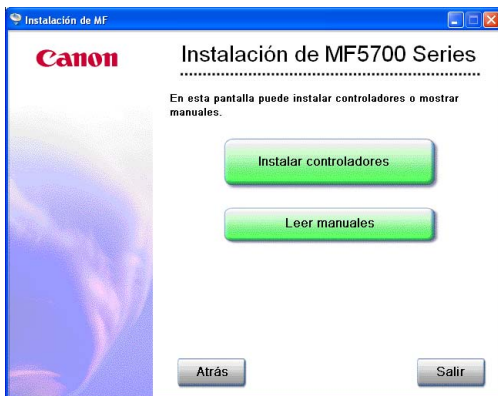 Instalación de MF
Canon
Instalación de MF5700 Series
En esta pantalla puede instalar controladores o mostrar
manuales.
Instalar controladores
Leer manuales
Atrás
Salir